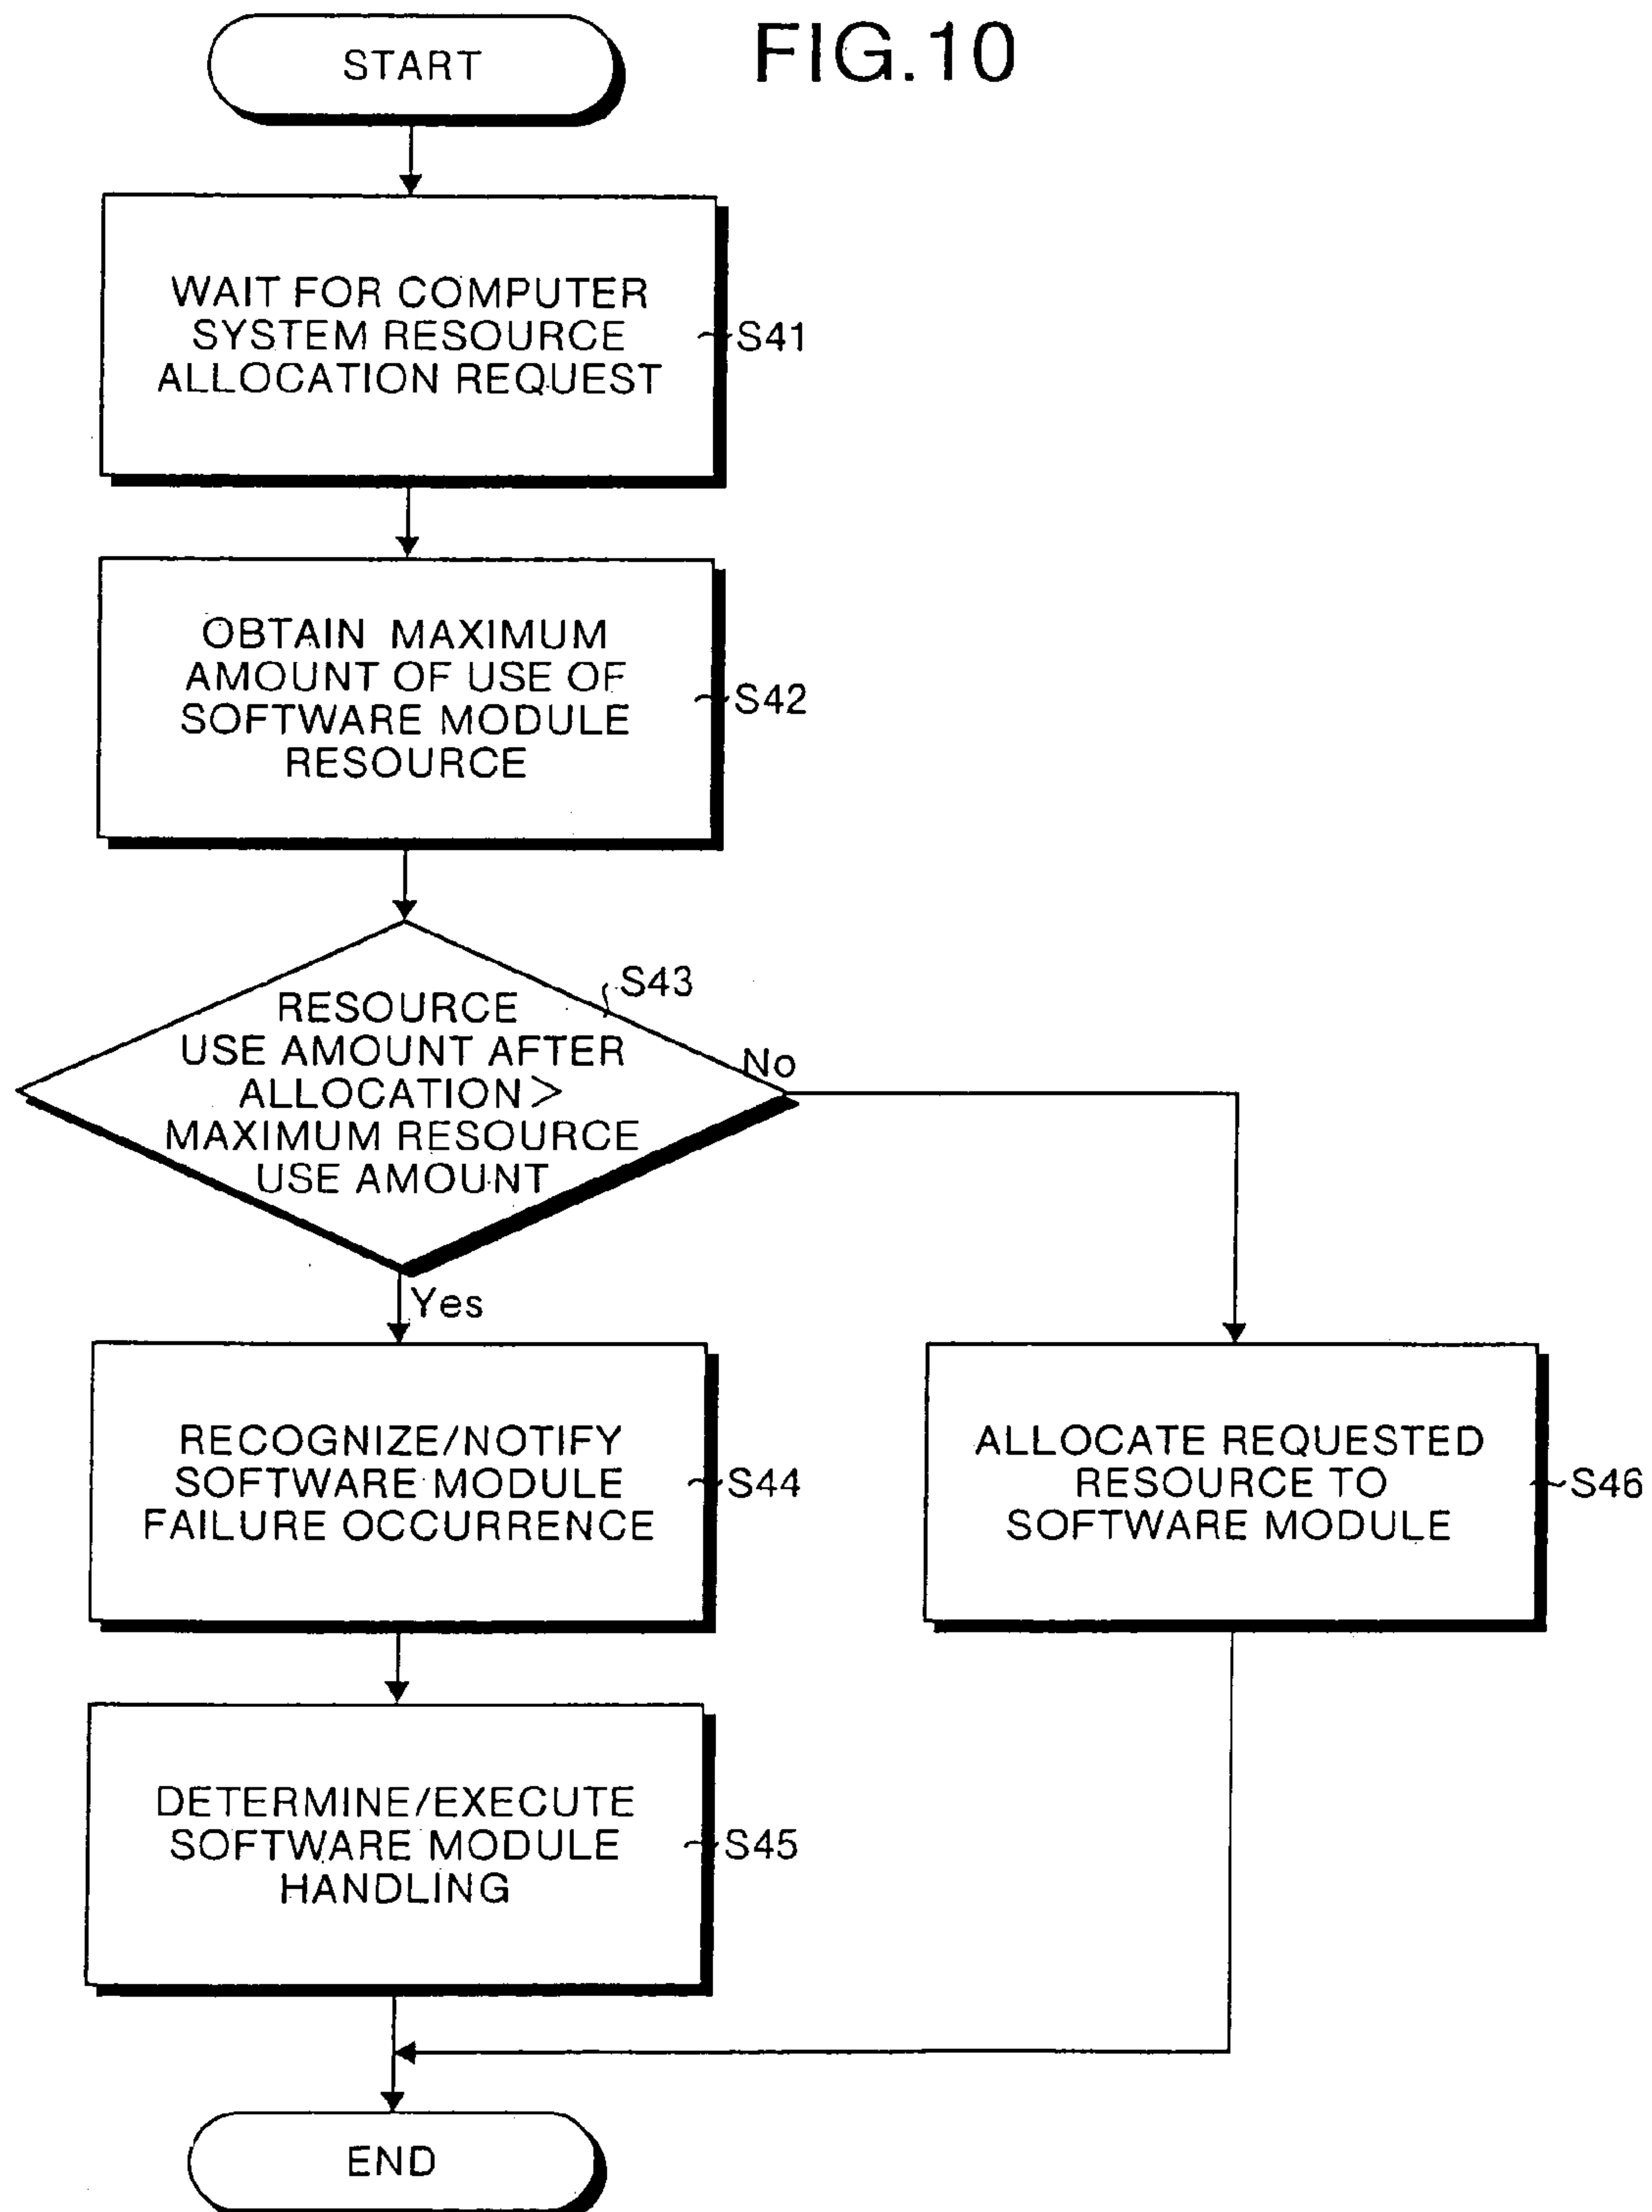 START
FIG.10
WAIT FOR COMPUTER
SYSTEM RESOURCE
ALLOCATION REQUEST
S41
OBTAIN MAXIMUM
AMOUNT OF USE OF
SOFTWARE MODULE
RESOURCE
S42
S43
RESOURCE
USE AMOUNT AFTER
ALLOCATION>
MAXIMUM RESOURCE
USE AMOUNT
No
Yes
RECOGNIZE/NOTIFY
SOFTWARE MODULE
FAILURE OCCURRENCE
S44
ALLOCATE REQUESTED
RESOURCE TO
SOFTWARE MODULE
S46
DETERMINE/EXECUTE
SOFTWARE MODULE
HANDLING
S45
END